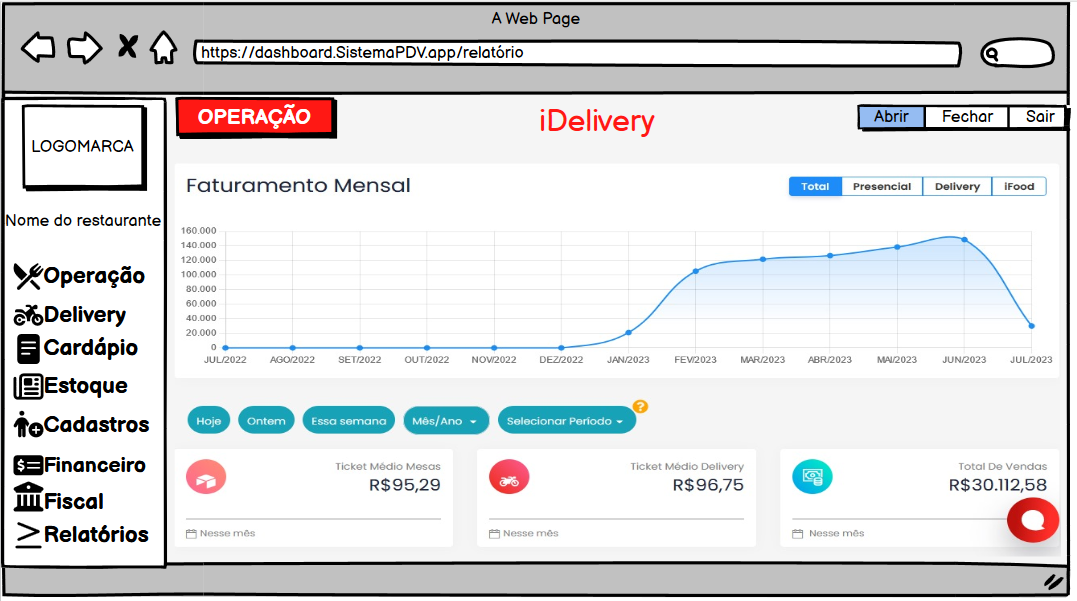 A Web Page
https://dashboard.SistemaPDV.app/relatório
LOGOMARCA
Nome do restaurante
Operação
Delivery
Cardápio
Estoque
Cadastros
Financeiro
Fiscal
Relatórios
OPERAÇÃO
iDelivery
Abrir Fechar Sair
Faturamento Mensal
Total Presencial Delivery iFood
160.000
140.000
120.000
100.000
80.000
60.000
40.000
20.000
0
JUL/2022 AGO/2022 SET/2022 OUT/2022 NOV/2022 DEZ/2022 JAN/2023 FEV/2023 MAR/2023 ABR/2023 MAI/2023 JUN/2023 JUL/2023
Hoje Ontem Essa semana Mês/Ano Selecionar Período ?
Ticket Médio Mesas
R$95,29
Nesse mês
Ticket Médio Delivery
R$96,75
Nesse mês
Total De Vendas
R$30.112,58
Nesse mês